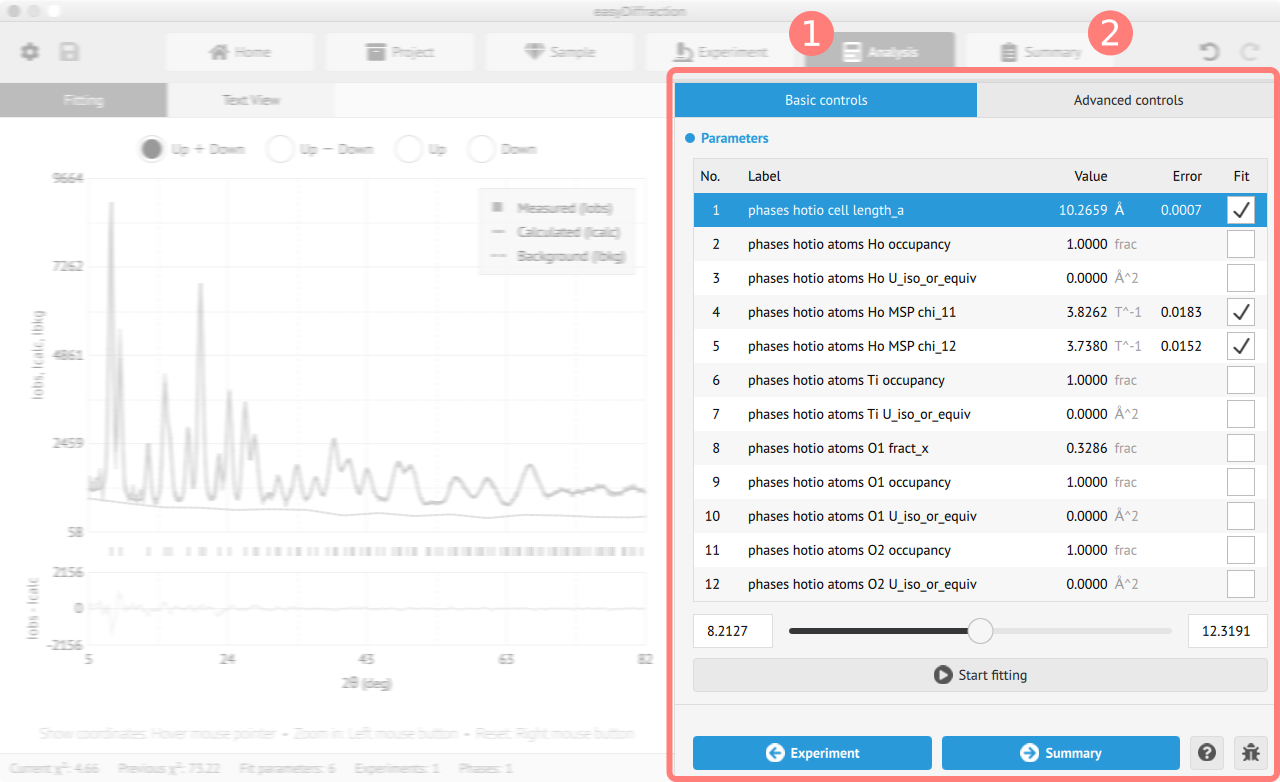 easyDiffraction
1
2
Home
Project
Sample
Experiment
Analysis
Summary
Fitting
Text View
Basic controls
Advanced controls
Up + Down
Up − Down
Up
Down
9664
7262
4861
2459
58
Iobs, Icalc, Ibkg
Measured (Iobs)
Calculated (Icalc)
Background (Ibkg)
2156
0
-2156
Iobs - Icalc
5
24
43
63
82
2θ (deg)
Show coordinates: Hover mouse pointer • Zoom in: Left mouse button • Reset: Right mouse button
Current χ²: 4.66 Previous χ²: 73.22 Fit parameters: 6 Experiments: 1 Phases: 1
Parameters
No. Label Value Error Fit
1 phases hotio cell length_a 10.2659 Å 0.0007
2 phases hotio atoms Ho occupancy 1.0000 frac
3 phases hotio atoms Ho U_iso_or_equiv 0.0000 Å^2
4 phases hotio atoms Ho MSP chi_11 3.8262 T^-1 0.0183
5 phases hotio atoms Ho MSP chi_12 3.7380 T^-1 0.0152
6 phases hotio atoms Ti occupancy 1.0000 frac
7 phases hotio atoms Ti U_iso_or_equiv 0.0000 Å^2
8 phases hotio atoms O1 fract_x 0.3286 frac
9 phases hotio atoms O1 occupancy 1.0000 frac
10 phases hotio atoms O1 U_iso_or_equiv 0.0000 Å^2
11 phases hotio atoms O2 occupancy 1.0000 frac
12 phases hotio atoms O2 U_iso_or_equiv 0.0000 Å^2
8.2127
12.3191
Start fitting
Experiment
Summary
?